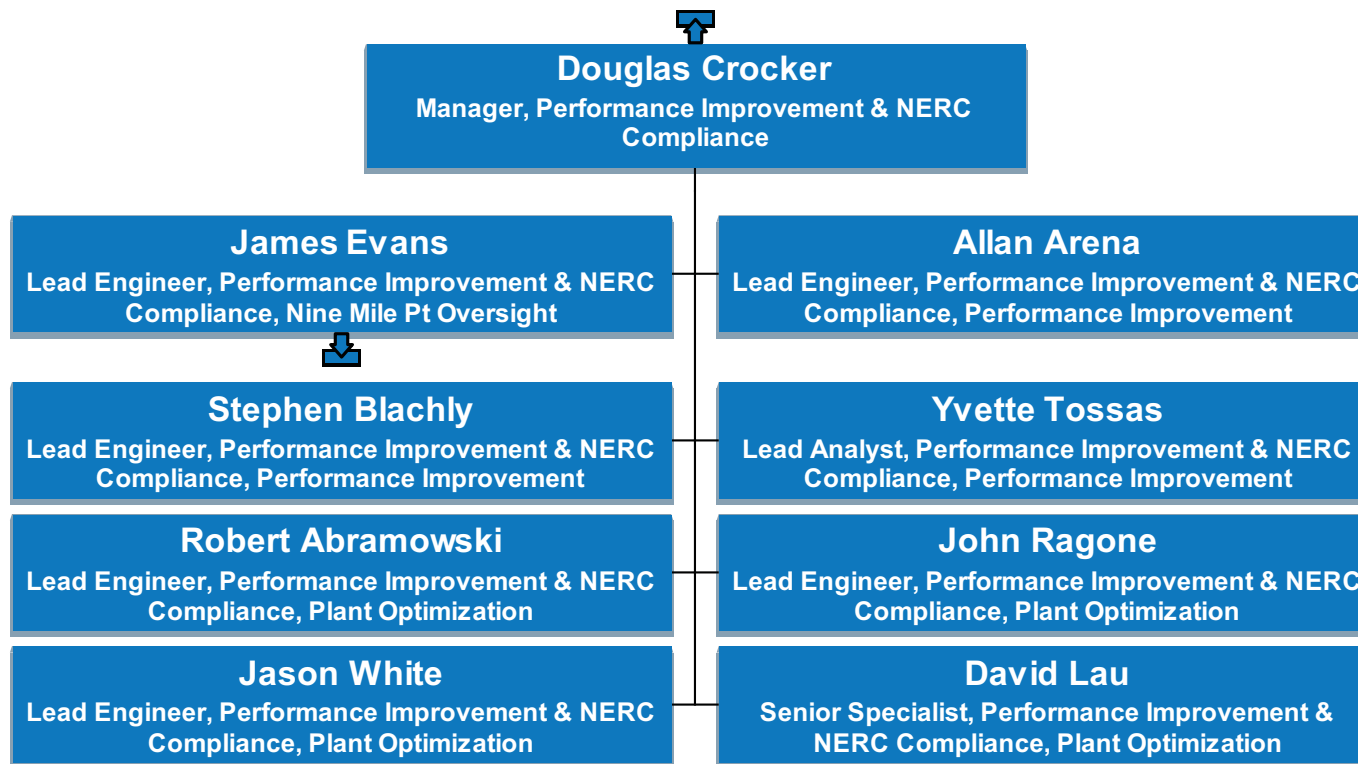 Douglas Crocker
Manager, Performance Improvement & NERC
Compliance
James Evans
Lead Engineer, Performance Improvement & NERC
Compliance, Nine Mile Pt Oversight
Allan Arena
Lead Engineer, Performance Improvement & NERC
Compliance, Performance Improvement
Stephen Blachly
Lead Engineer, Performance Improvement & NERC
Compliance, Performance Improvement
Yvette Tossas
Lead Analyst, Performance Improvement & NERC
Compliance, Performance Improvement
Robert Abramowski
Lead Engineer, Performance Improvement & NERC
Compliance, Plant Optimization
John Ragone
Lead Engineer, Performance Improvement & NERC
Compliance, Plant Optimization
Jason White
Lead Engineer, Performance Improvement & NERC
Compliance, Plant Optimization
David Lau
Senior Specialist, Performance Improvement &
NERC Compliance, Plant Optimization